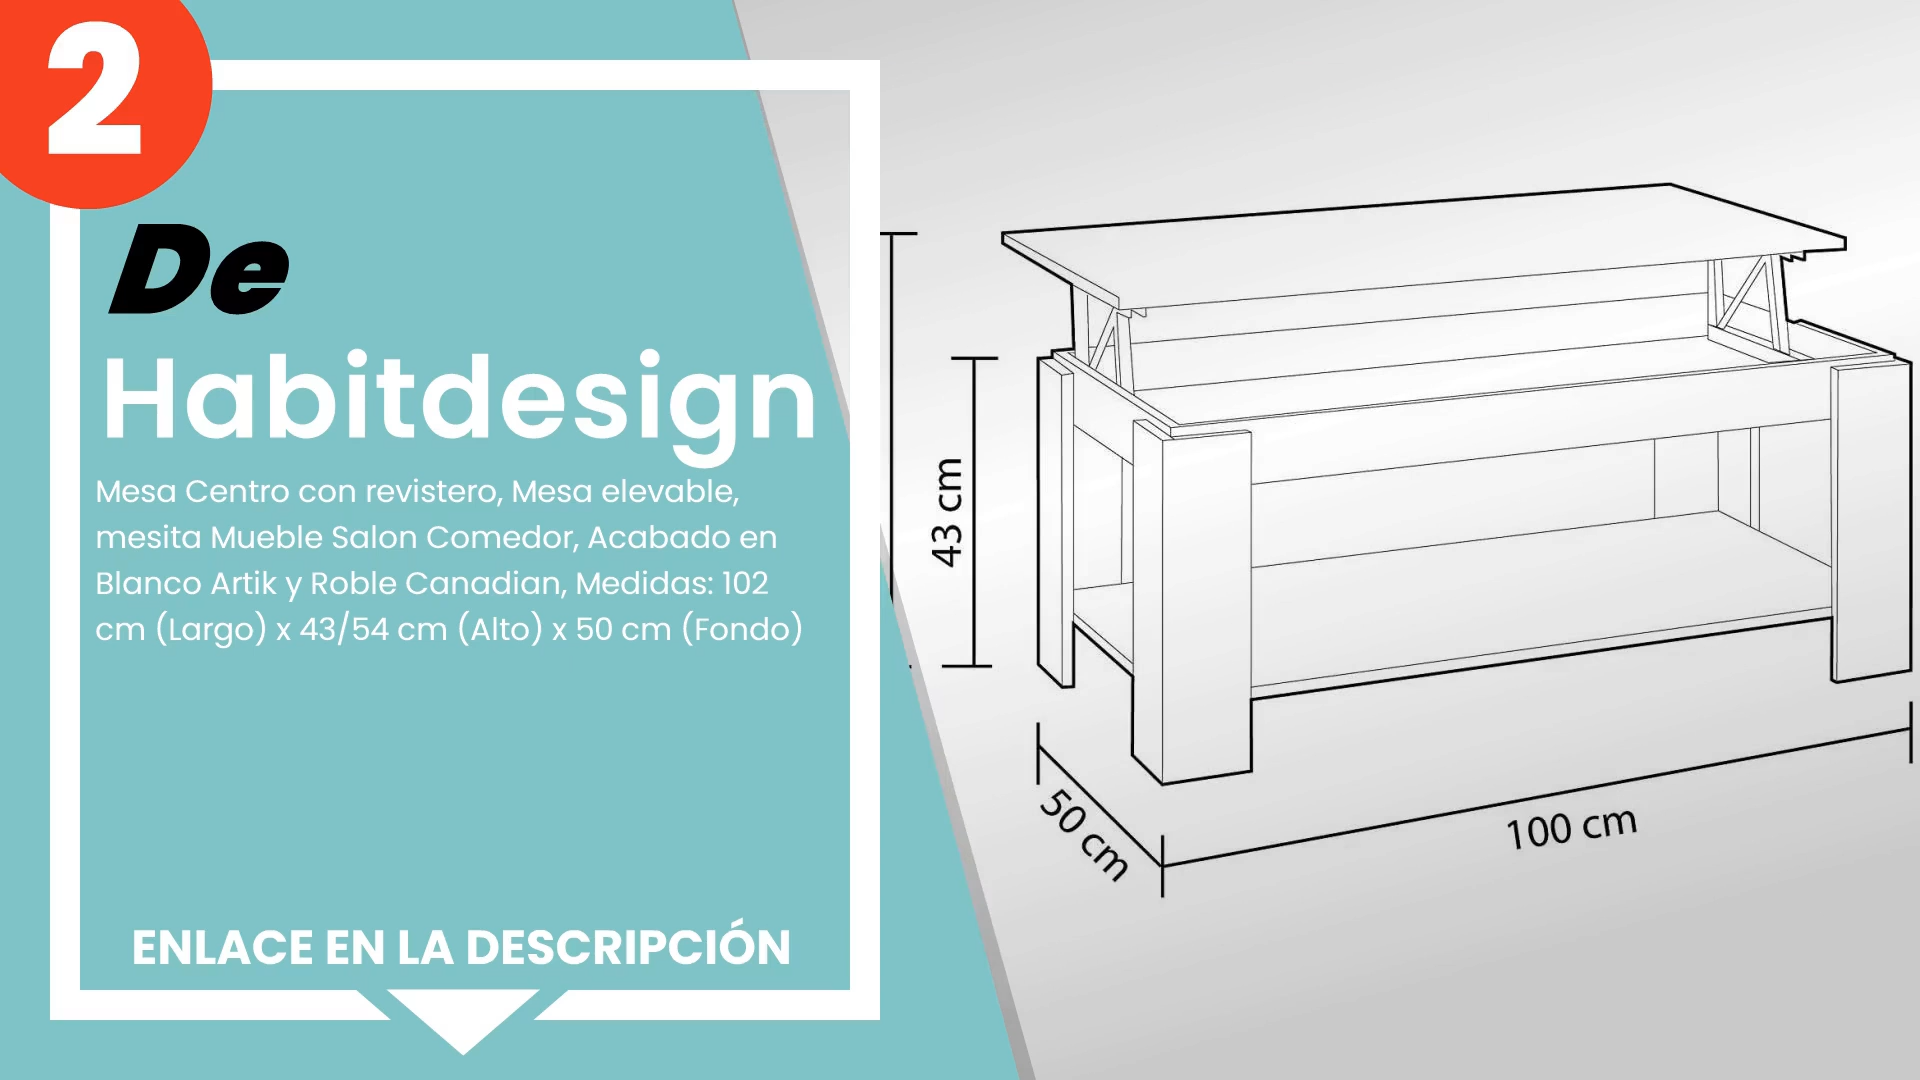 2
De
Habitdesign
Mesa Centro con revistero, Mesa elevable,
mesita Mueble Salon Comedor, Acabado en
Blanco Artik y Roble Canadian, Medidas: 102
cm (Largo) x 43/54 cm (Alto) x 50 cm (Fondo)
ENLACE EN LA DESCRIPCIÓN
43 cm
50 cm
100 cm